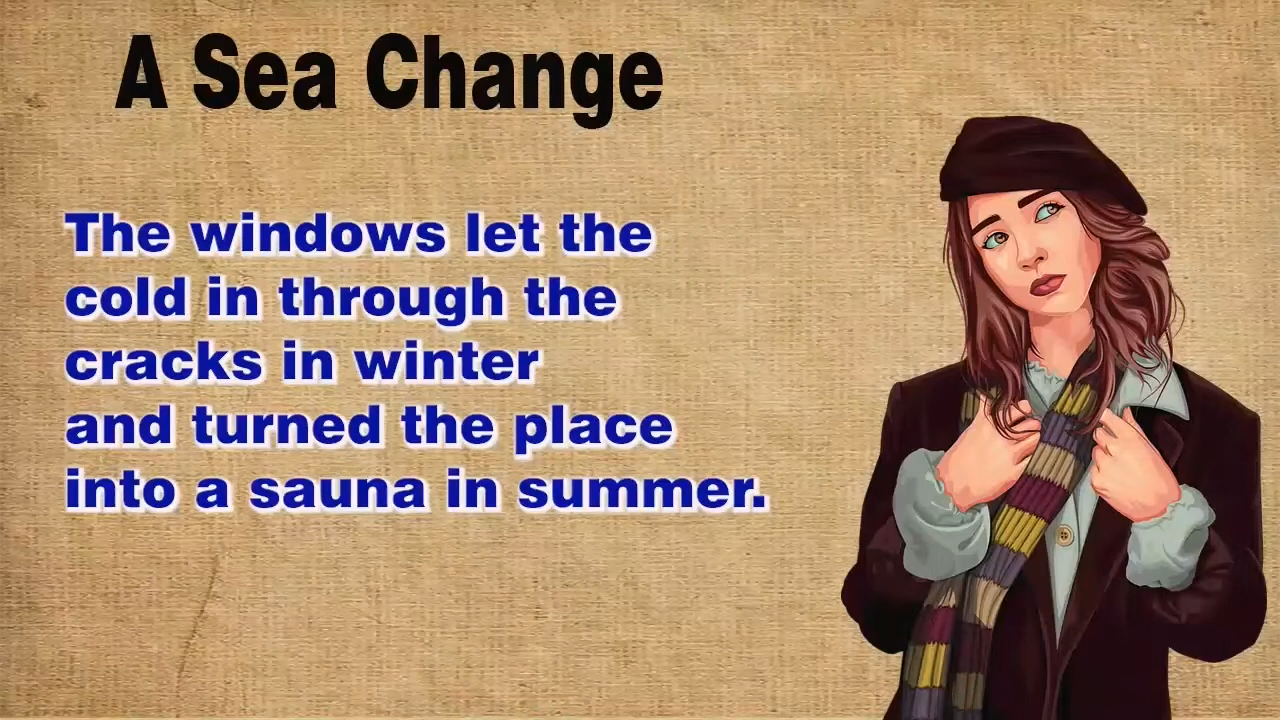 A Sea Change
The windows let the
cold in through the
cracks in winter
and turned the place
into a sauna in summer.